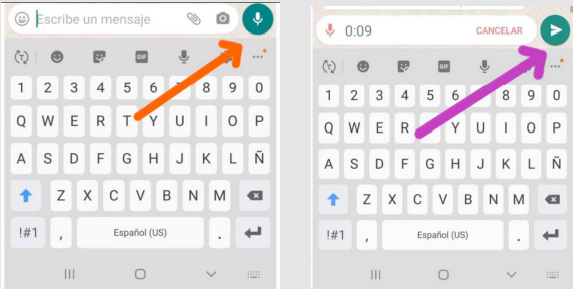 Escribe un mensaje
GIF
1 2 3 4 5 6 7 8 9 0
Q W E R T Y U I O P
A S D F G H J K L Ñ
Z X C V B N M
!#1 , Español (US) .
0:09 CANCELAR
GIF
1 2 3 4 5 6 8 9 0
Q W E R Y U I O P
A S D F G H J K L Ñ
Z X C V B N M
!#1 , Español (US) .